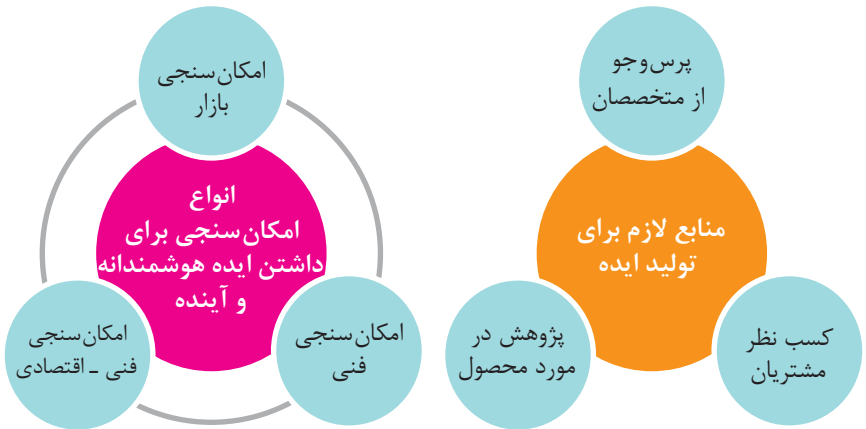 پرس‌وجو
از متخصصان
منابع لازم برای
تولید ایده
کسب نظر
مشتریان
پژوهش در
مورد محصول
امکان‌سنجی
بازار
انواع
امکان‌سنجی برای
داشتن ایده هوشمندانه
و آینده
امکان‌سنجی
فنی
امکان‌سنجی
فنی ـ اقتصادی